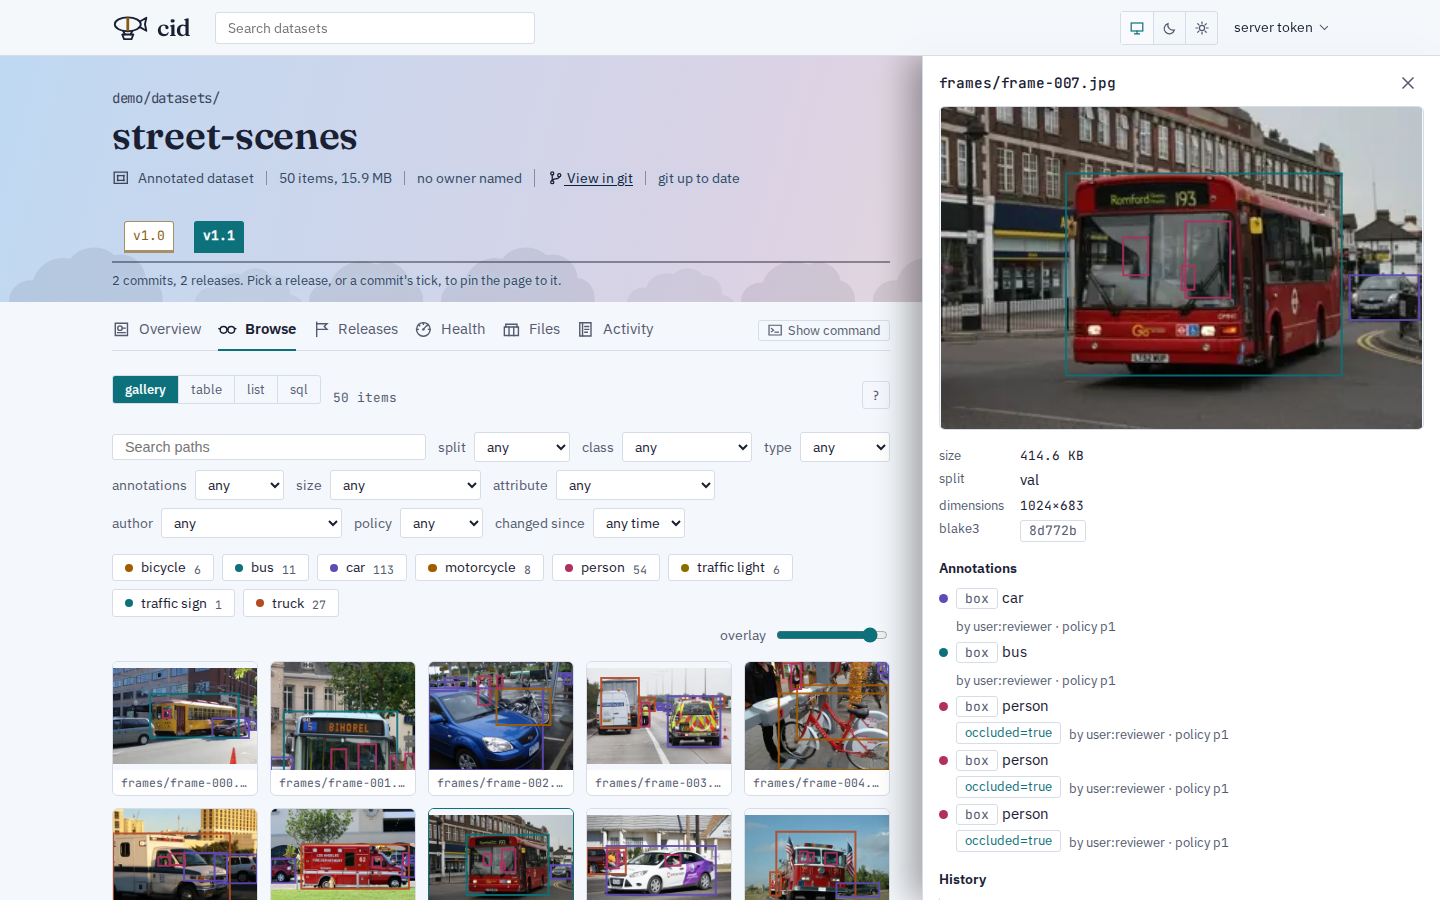 cid
Search datasets
server token
demo/datasets/
street-scenes
Annotated dataset
50 items, 15.9 MB
no owner named
View in git
git up to date
v1.0
v1.1
2 commits, 2 releases. Pick a release, or a commit's tick, to pin the page to it.
Overview
Browse
Releases
Health
Files
Activity
Show command
gallery
table
list
sql
50 items
?
Search paths
split any
class any
type any
annotations any
size any
attribute any
author any
policy any
changed since any time
bicycle 6
bus 11
car 113
motorcycle 8
person 54
traffic light 6
traffic sign 1
truck 27
overlay
BIHOREL
frames/frame-000.…
frames/frame-001.…
frames/frame-002.…
frames/frame-003.…
frames/frame-004.…
frames/frame-007.jpg
Romford
193
Go
LT52 WUP
size 414.6 KB
split val
dimensions 1024×683
blake3 8d772b
Annotations
box car
by user:reviewer · policy p1
box bus
by user:reviewer · policy p1
box person
occluded=true by user:reviewer · policy p1
box person
occluded=true by user:reviewer · policy p1
box person
occluded=true by user:reviewer · policy p1
History